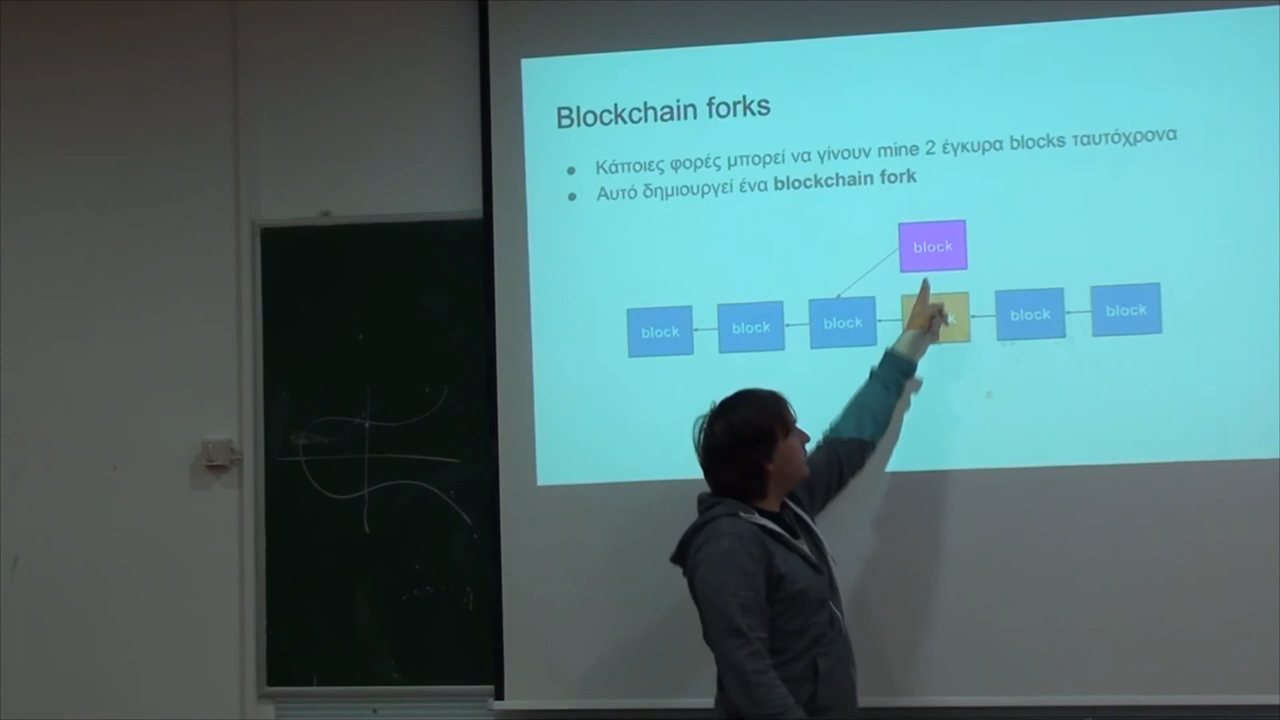 Blockchain forks
● Κάποιες φορές μπορεί να γίνουν mine 2 έγκυρα blocks ταυτόχρονα
● Αυτό δημιουργεί ένα blockchain fork
block
block block block block block